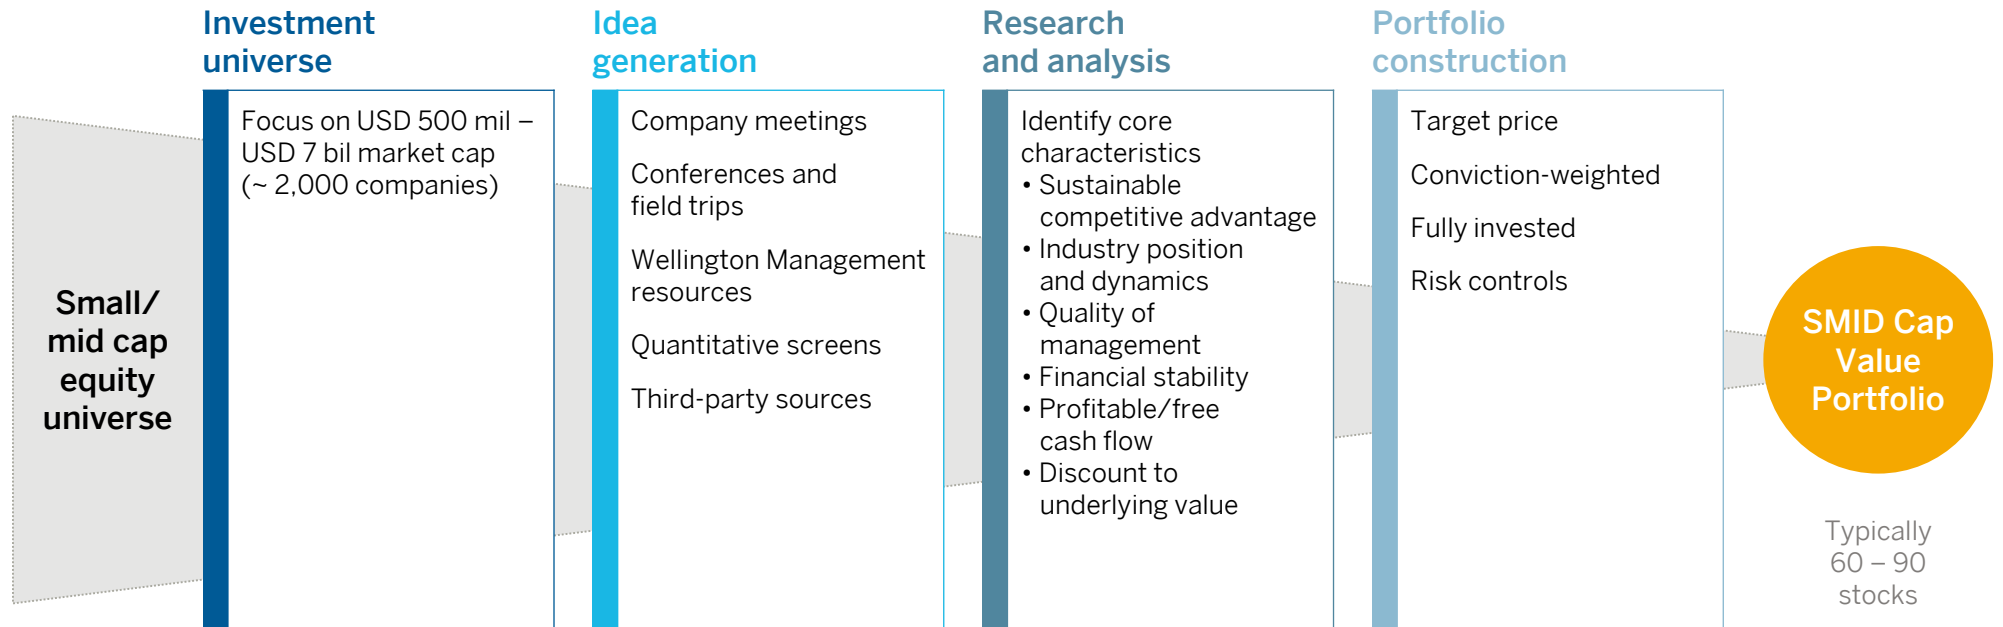 Small/
mid cap
equity
universe
Investment
universe
Focus on USD 500 mil –
USD 7 bil market cap
(~ 2,000 companies)
Idea
generation
Company meetings
Conferences and
field trips
Wellington Management
resources
Quantitative screens
Third-party sources
Research
and analysis
Identify core
characteristics
• Sustainable
competitive advantage
• Industry position
and dynamics
• Quality of
management
• Financial stability
• Profitable/free
cash flow
• Discount to
underlying value
Portfolio
construction
Target price
Conviction-weighted
Fully invested
Risk controls
SMID Cap
Value
Portfolio
Typically
60 – 90
stocks